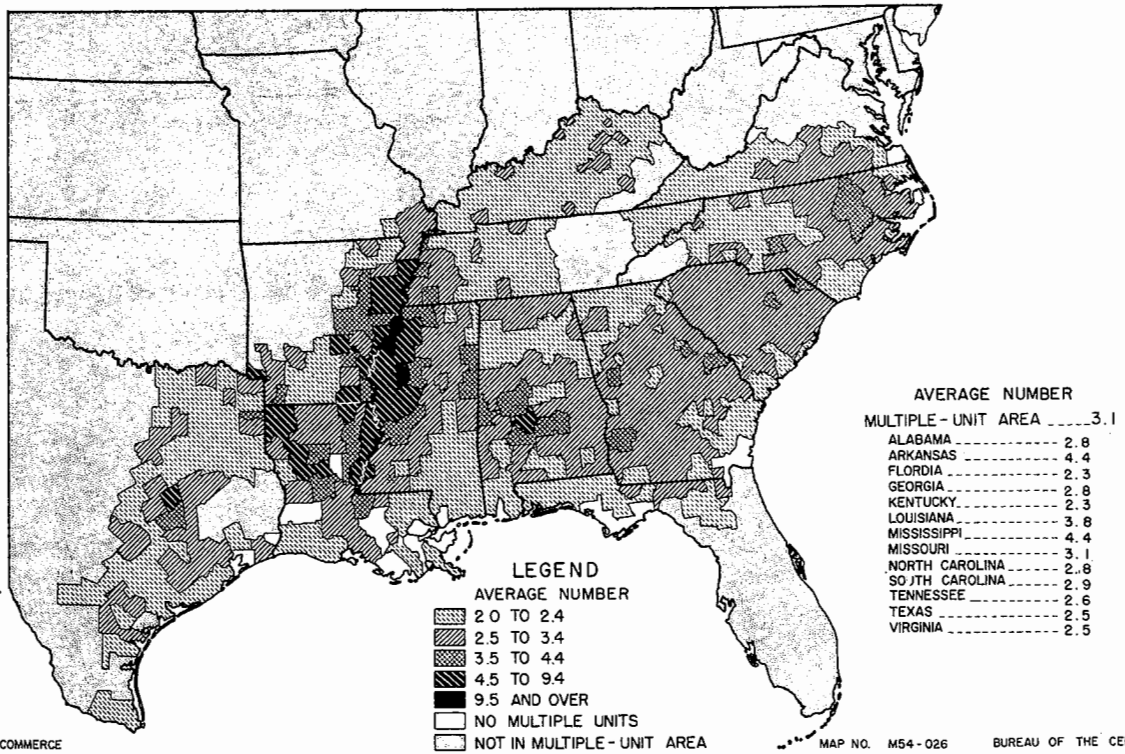 AVERAGE NUMBER
MULTIPLE-UNIT AREA _____3.1
ALABAMA ------------- 2.8
ARKANSAS ------------- 4.4
FLORDIA ------------- 2.3
GEORGIA ------------- 2.8
KENTUCKY------------- 2.3
LOUISIANA------------- 3.8
MISSISSIPPI------------- 4.4
MISSOURI ------------- 3.1
NORTH CAROLINA ------- 2.8
SOUTH CAROLINA ------- 2.9
TENNESSEE ------------- 2.6
TEXAS ------------- 2.5
VIRGINIA ------------- 2.5
LEGEND
AVERAGE NUMBER
2.0 TO 2.4
2.5 TO 3.4
3.5 TO 4.4
4.5 TO 9.4
9.5 AND OVER
NO MULTIPLE UNITS
NOT IN MULTIPLE-UNIT AREA
COMMERCE MAP NO. M54-026 BUREAU OF THE CE